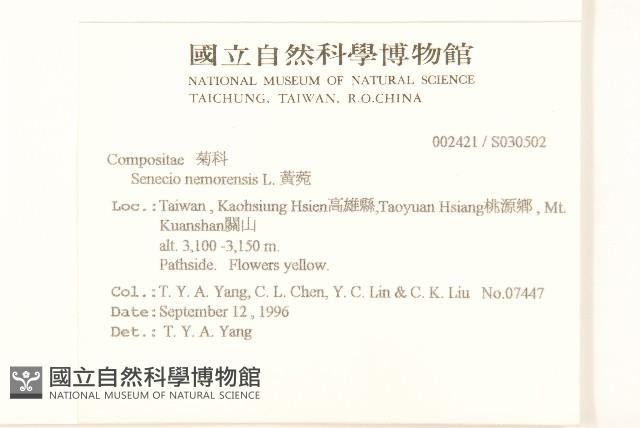 國立自然科學博物館
NATIONAL MUSEUM OF NATURAL SCIENCE
TAICHUNG, TAIWAN, R.O.CHINA
002421 / S030502
Compositae 菊科
Senecio nemorensis L. 黃菀
Loc.: Taiwan , Kaohsiung Hsien高雄縣,Taoyuan Hsiang桃源鄉 , Mt.
Kuanshan關山
alt. 3,100 -3,150 m.
Pathside. Flowers yellow.
Col.: T. Y. A. Yang, C. L. Chen, Y. C. Lin & C. K. Liu No.07447
Date: September 12 , 1996
Det.: T. Y. A. Yang
國立自然科學博物館
NATIONAL MUSEUM OF NATURAL SCIENCE